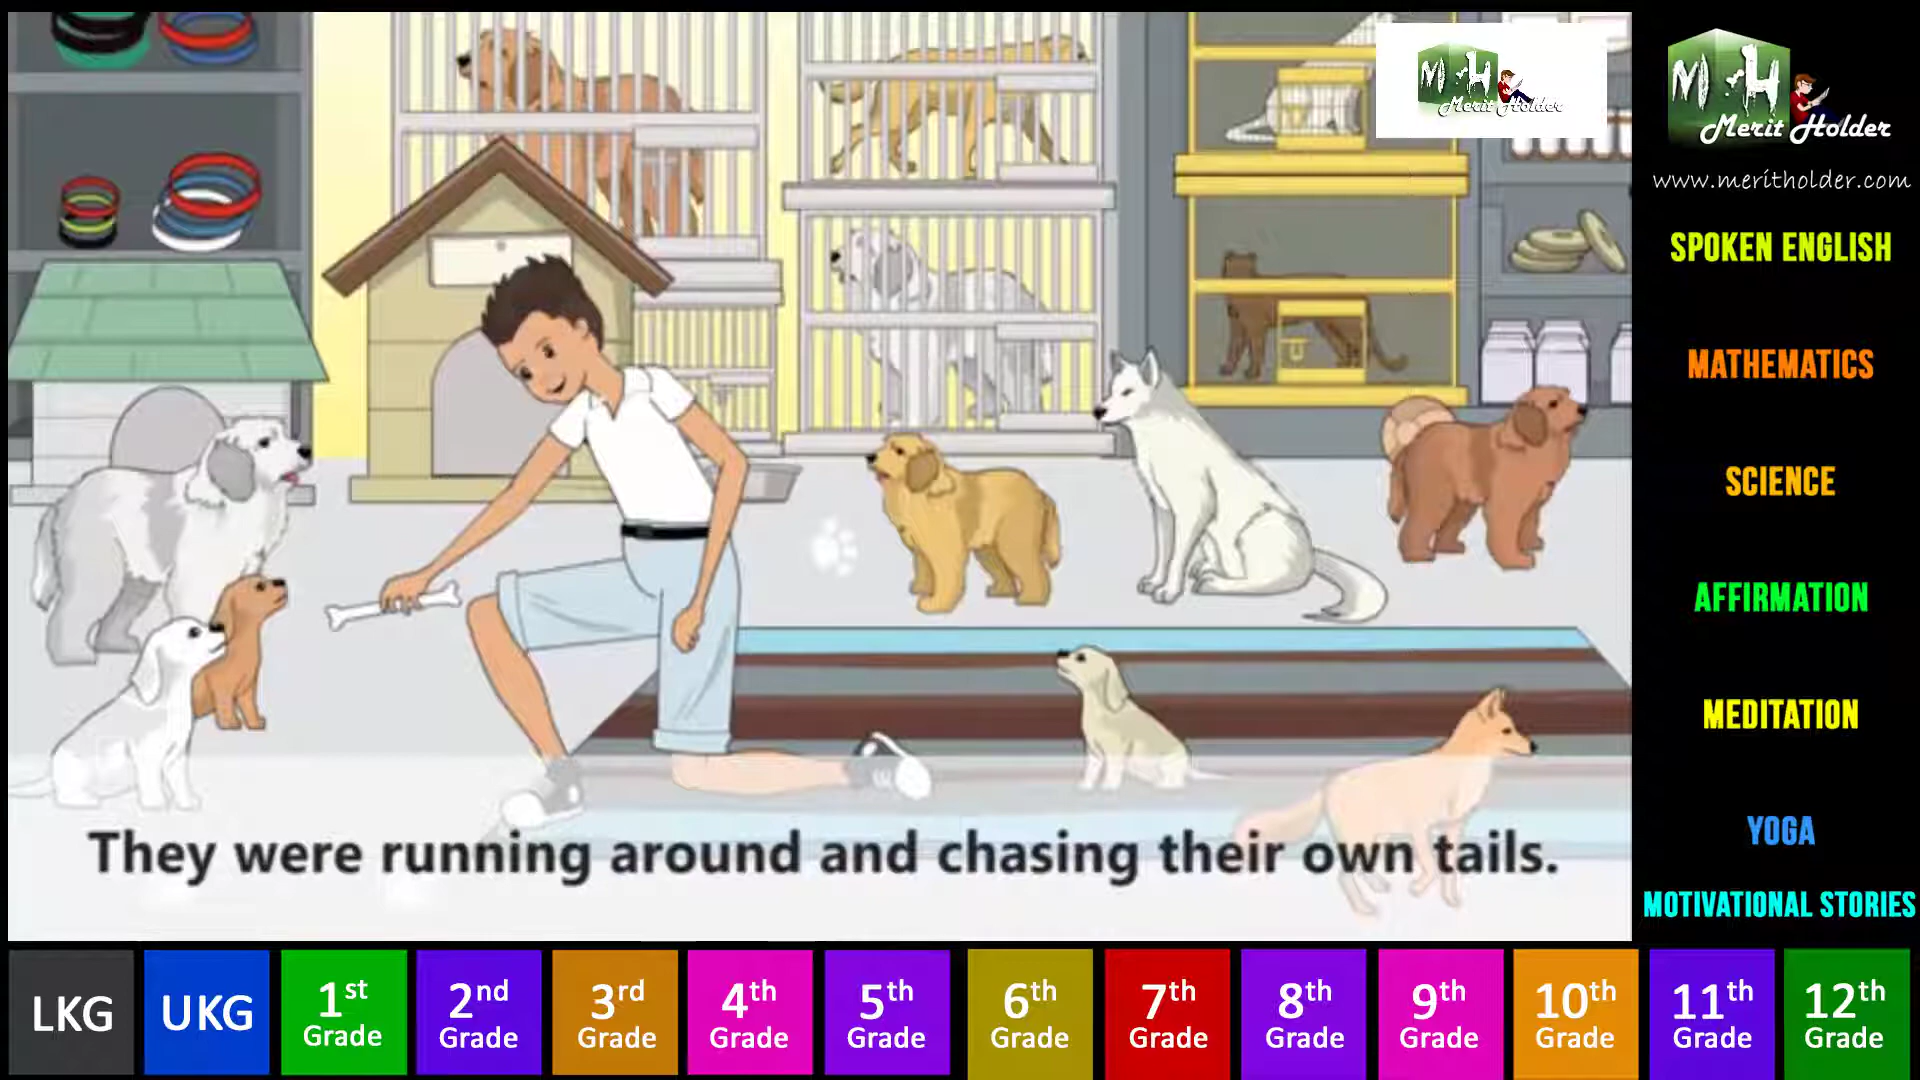 M H
Merit Holder
M H
Merit Holder
www.meritholder.com
SPOKEN ENGLISH
MATHEMATICS
SCIENCE
AFFIRMATION
MEDITATION
YOGA
MOTIVATIONAL STORIES
They were running around and chasing their own tails.
LKG
UKG
1st Grade
2nd Grade
3rd Grade
4th Grade
5th Grade
6th Grade
7th Grade
8th Grade
9th Grade
10th Grade
11th Grade
12th Grade